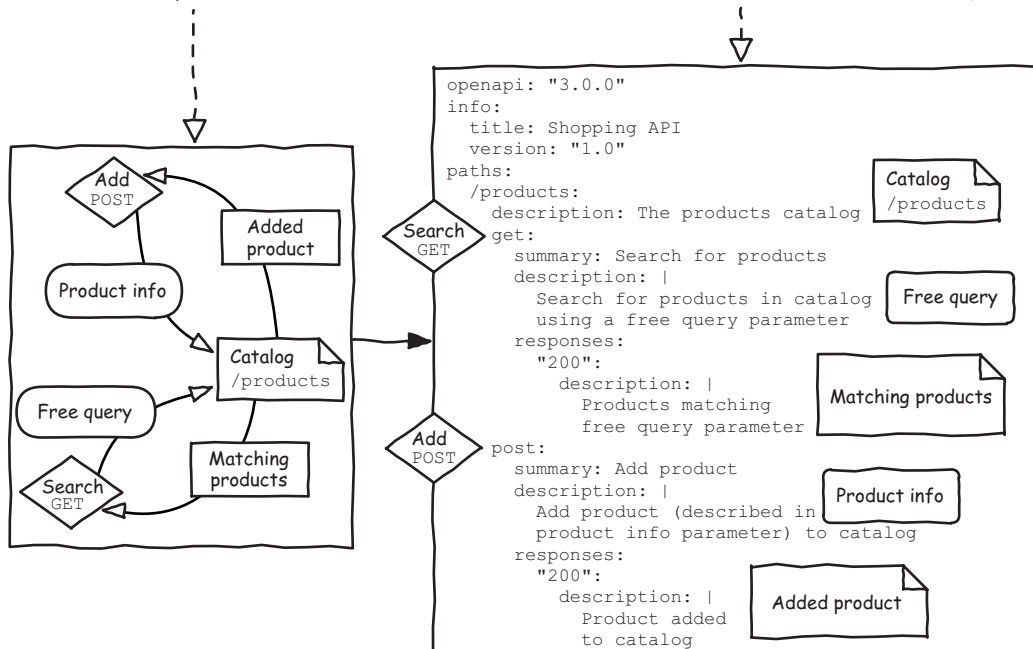 Add
POST
Added
product
Product info
Catalog
/products
Free query
Matching
products
Search
GET
openapi: "3.0.0"
info:
title: Shopping API
version: "1.0"
paths:
/products:
description: The products catalog
Catalog
/products
Search
GET
get:
summary: Search for products
description: |
Search for products in catalog
using a free query parameter
Free query
responses:
"200":
description: |
Products matching
free query parameter
Matching products
Add
POST
post:
summary: Add product
description: |
Add product (described in
product info parameter) to catalog
Product info
responses:
"200":
description: |
Product added
to catalog
Added product